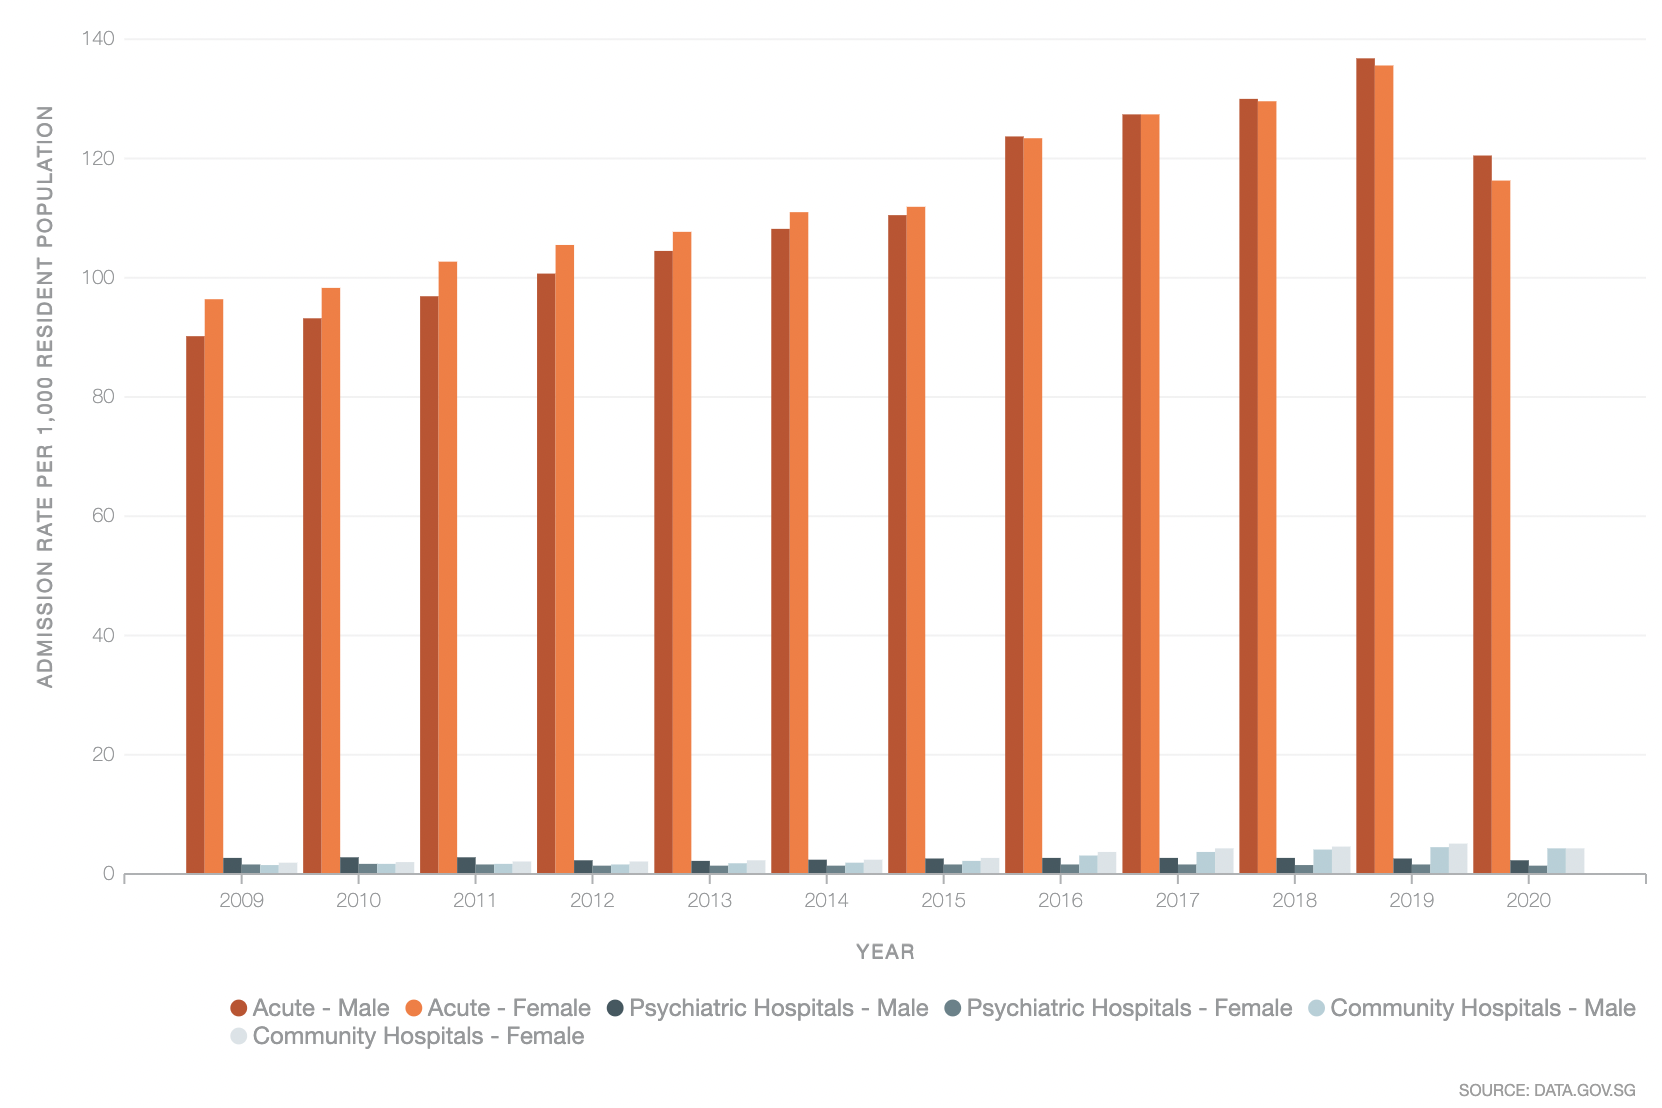 140
120
100
80
60
40
20
0
ADMISSION RATE PER 1,000 RESIDENT POPULATION
2009 2010 2011 2012 2013 2014 2015 2016 2017 2018 2019 2020
YEAR
Acute - Male Acute - Female Psychiatric Hospitals - Male Psychiatric Hospitals - Female Community Hospitals - Male
Community Hospitals - Female
SOURCE: DATA.GOV.SG